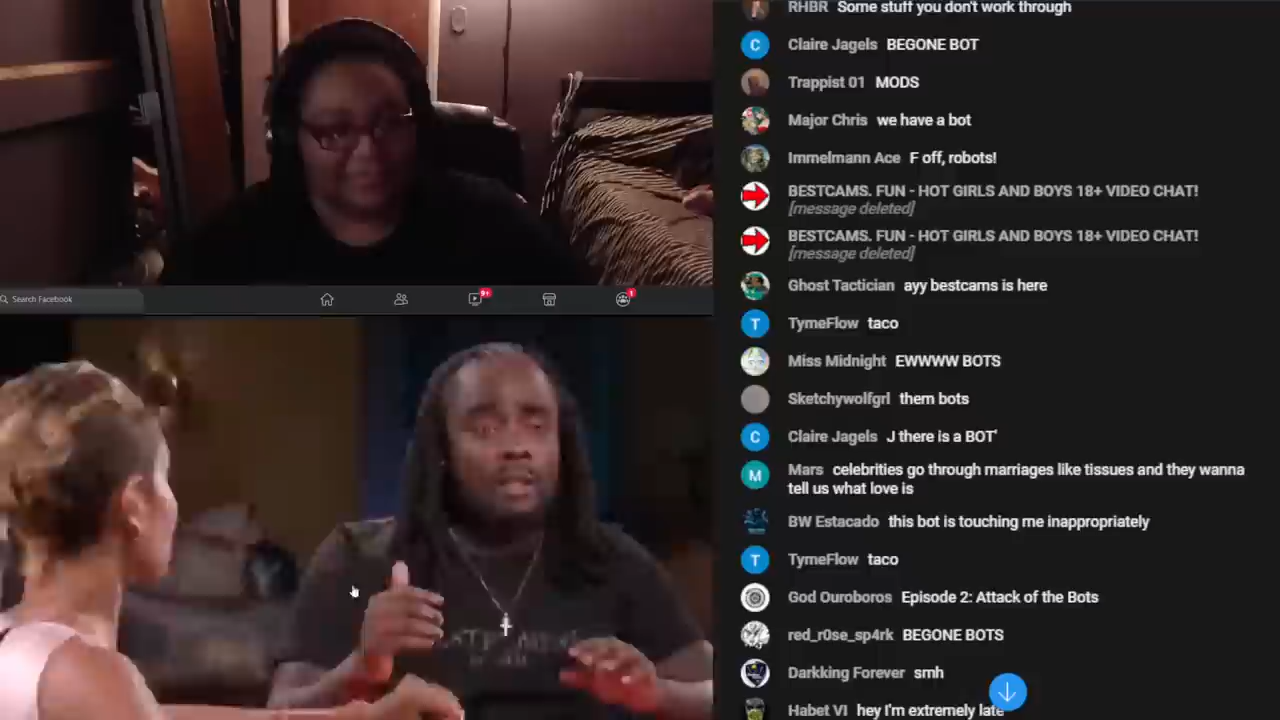 RHBR Some stuff you don't work through
Claire Jagels BEGONE BOT
Trappist 01 MODS
Major Chris we have a bot
Immelmann Ace F off, robots!
BESTCAMS. FUN - HOT GIRLS AND BOYS 18+ VIDEO CHAT!
[message deleted]
BESTCAMS. FUN - HOT GIRLS AND BOYS 18+ VIDEO CHAT!
[message deleted]
Ghost Tactician ayy bestcams is here
T TymeFlow taco
Miss Midnight EWWWW BOTS
Sketchywolfgrl them bots
C Claire Jagels J there is a BOT'
M Mars celebrities go through marriages like tissues and they wanna
tell us what love is
BW Estacado this bot is touching me inappropriately
T TymeFlow taco
God Ouroboros Episode 2: Attack of the Bots
red_r0se_sp4rk BEGONE BOTS
Darkking Forever smh
Habet VI hey I'm extremely late
Search Facebook
9+
1